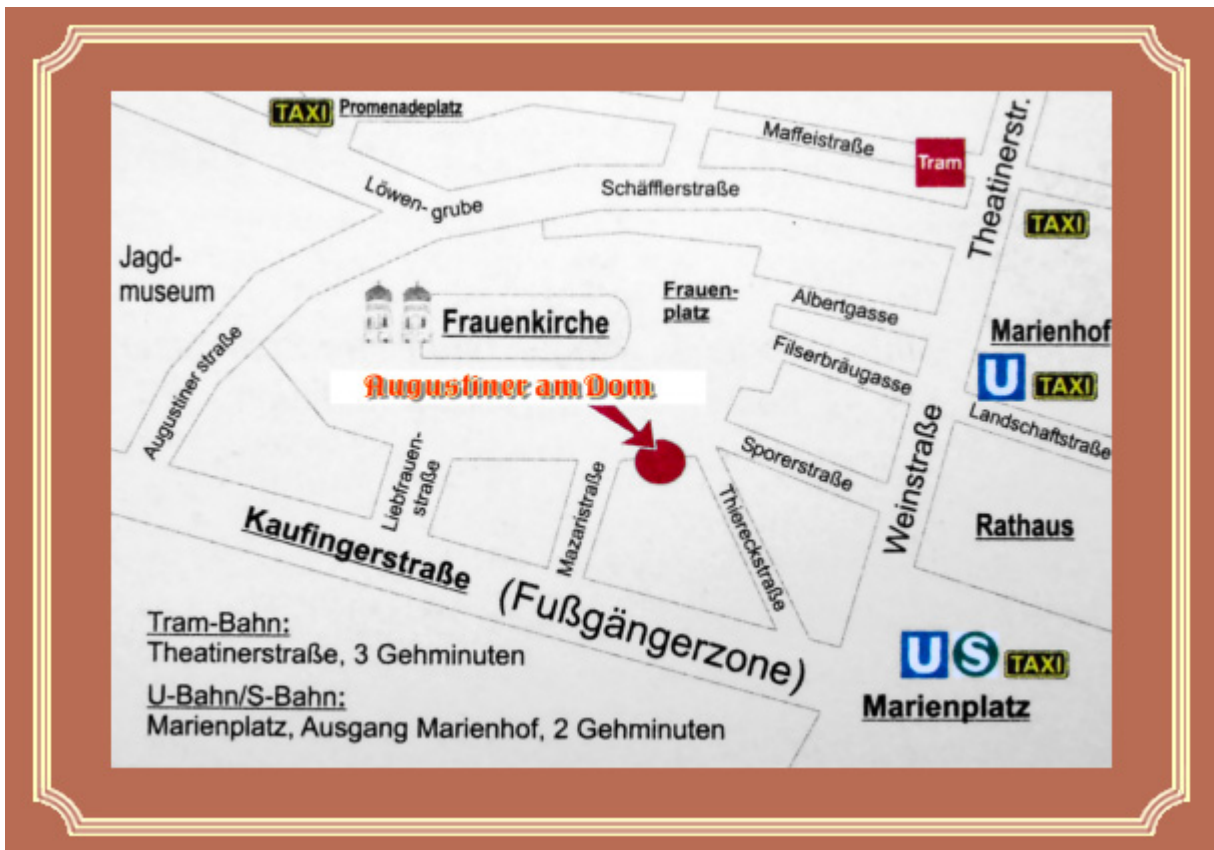 TAXI Promenadeplatz
Maffeistraße
Tram
Theatinerstr.
Löwen-grube
Schäfflerstraße
TAXI
Jagd-
museum
Frauenkirche
Frauen-
platz
Albertgasse
Marienhof
Filserbräugasse
U TAXI
Augustiner am Dom
Augustiner straße
Landschaftstraße
Liebfrauen-
straße
Mazaristraße
Sporerstraße
Thiereckstraße
Weinstraße
Rathaus
Kaufingerstraße (Fußgängerzone)
Tram-Bahn:
Theatinerstraße, 3 Gehminuten
U-Bahn/S-Bahn:
Marienplatz, Ausgang Marienhof, 2 Gehminuten
U S TAXI
Marienplatz